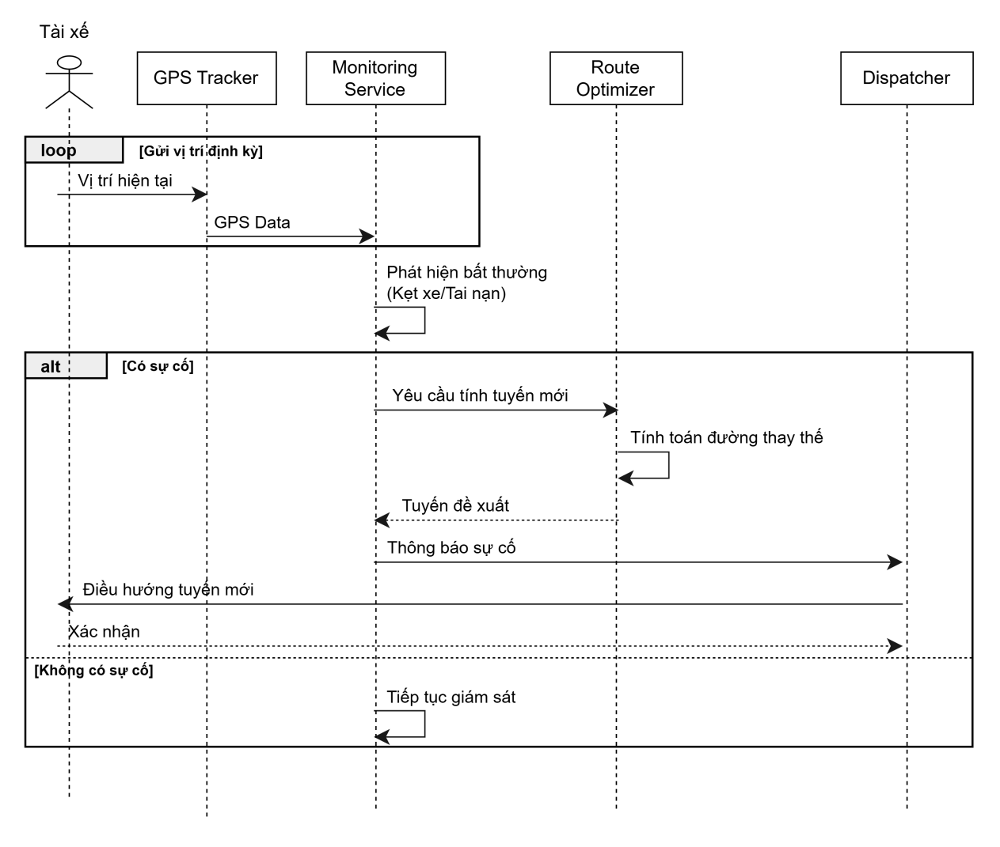 Tài xế
GPS Tracker
Monitoring
Service
Route
Optimizer
Dispatcher
loop
[Gửi vị trí định kỳ]
Vị trí hiện tại
GPS Data
Phát hiện bất thường
(Kẹt xe/Tai nạn)
alt
[Có sự cố]
Yêu cầu tính tuyến mới
Tính toán đường thay thế
Tuyến đề xuất
Thông báo sự cố
Điều hướng tuyến mới
Xác nhận
[Không có sự cố]
Tiếp tục giám sát